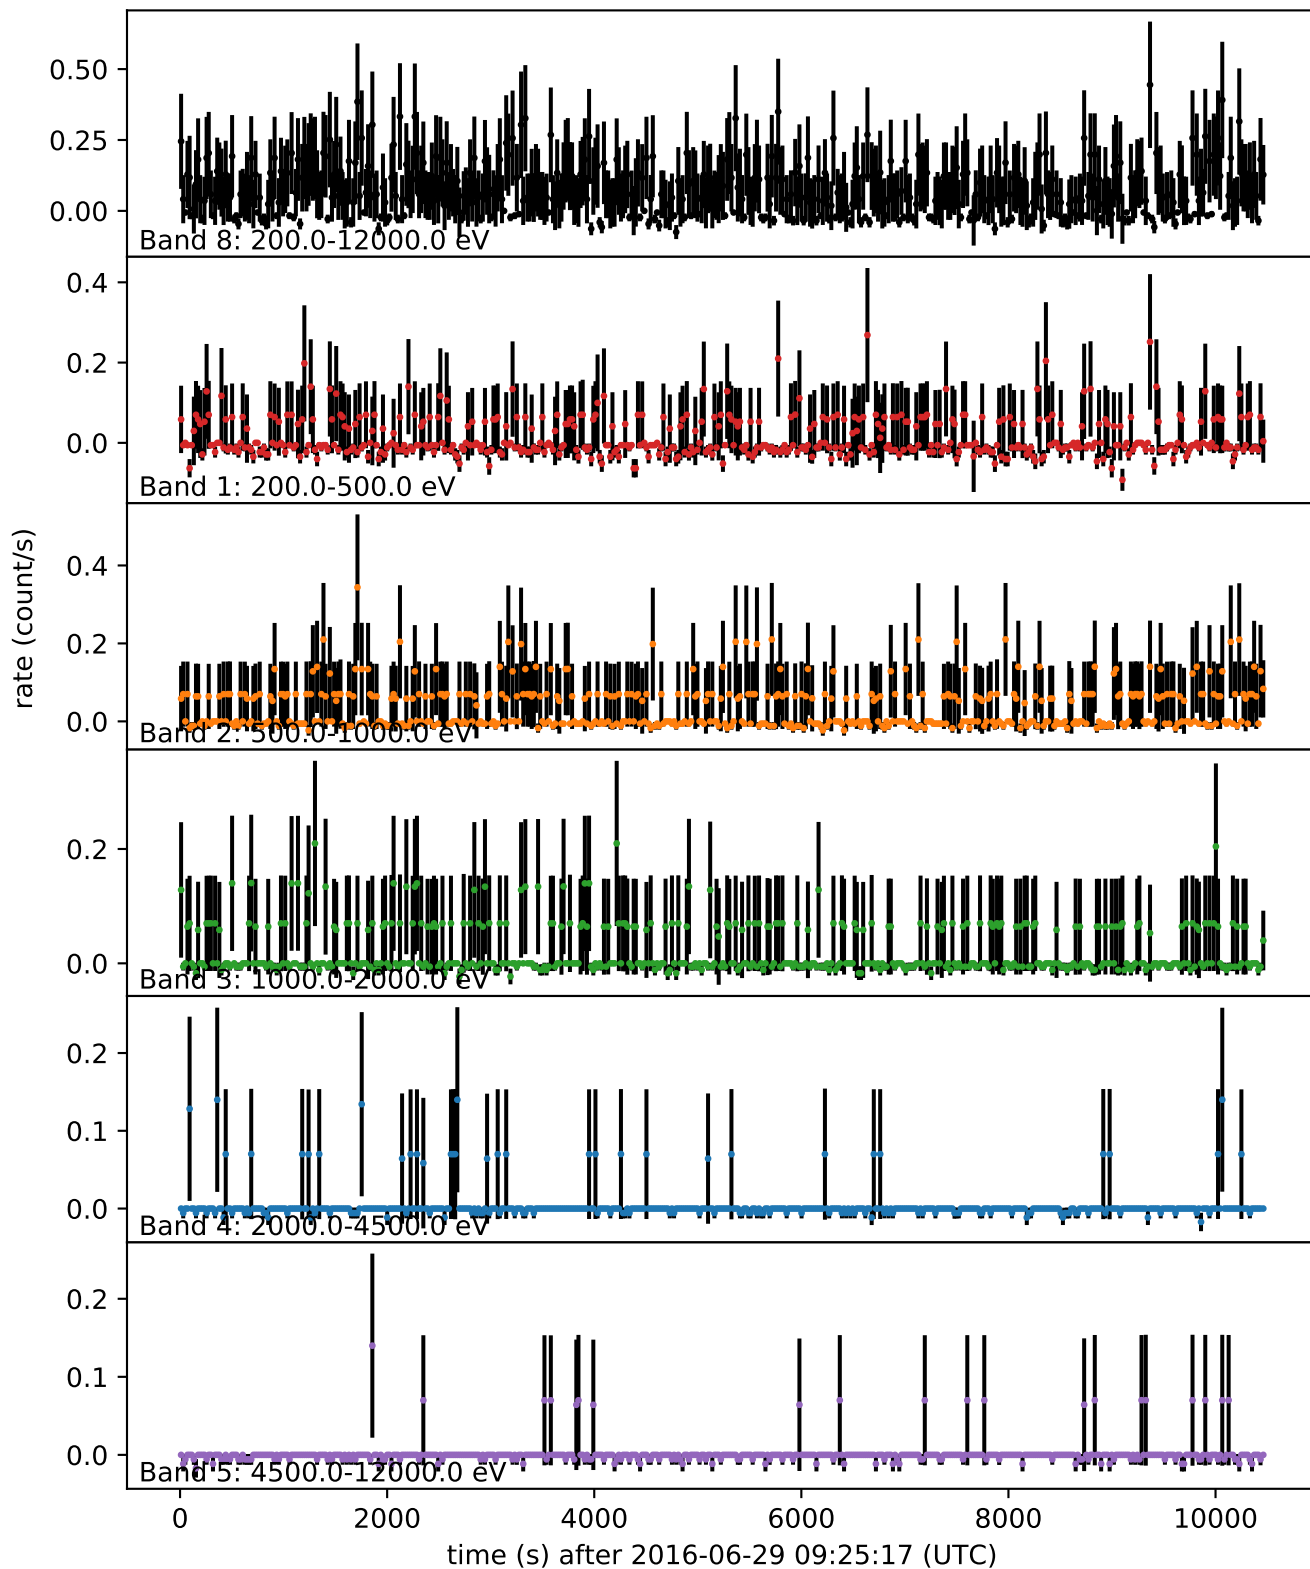 0.50
0.25
0.00
Band 8: 200.0-12000.0 eV
0.4
0.2
0.0
Band 1: 200.0-500.0 eV
rate (count/s)
0.4
0.2
0.0
Band 2: 500.0-1000.0 eV
0.2
0.0
Band 3: 1000.0-2000.0 eV
0.2
0.1
0.0
Band 4: 2000.0-4500.0 eV
0.2
0.1
0.0
Band 5: 4500.0-12000.0 eV
0 2000 4000 6000 8000 10000
time (s) after 2016-06-29 09:25:17 (UTC)